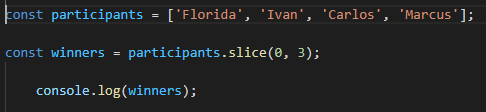 const participants = ['Florida', 'Ivan', 'Carlos', 'Marcus'];
const winners = participants.slice(0, 3);
console.log(winners);